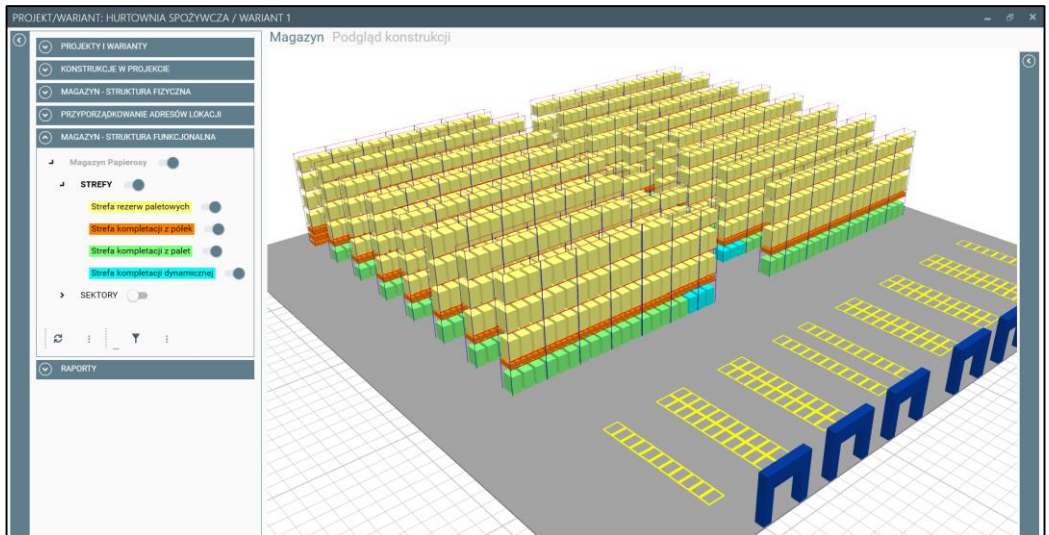 PROJEKT/WARIANT: HURTOWNIA SPOŻYWCZA / WARIANT 1
PROJEKTY I WARIANTY
KONSTRUKCJE W PROJEKCIE
MAGAZYN - STRUKTURA FIZYCZNA
PRZYPORZĄDKOWANIE ADRESÓW LOKACJI
MAGAZYN - STRUKTURA FUNKCJONALNA
Magazyn Papierosy
STREFY
Strefa rezerw paletowych
Strefa kompletacji z półek
Strefa kompletacji z palet
Strefa kompletacji dynamicznej
SEKTORY
RAPORTY
Magazyn Podgląd konstrukcji